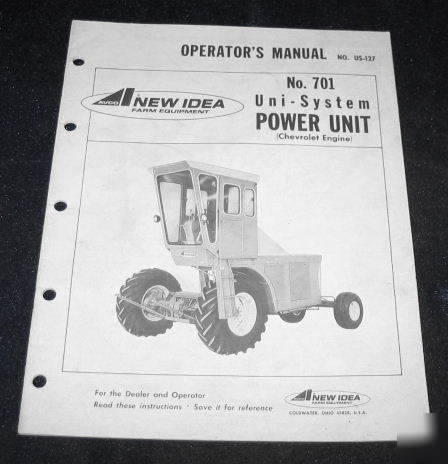 OPERATOR'S MANUAL NO. US-127
AVCO NEW IDEA
FARM EQUIPMENT
No. 701
Uni-System
POWER UNIT
(Chevrolet Engine)
For the Dealer and Operator
Read these instructions · Save it for reference
NEW IDEA
FARM EQUIPMENT
COLDWATER, OHIO 45828, U.S.A.